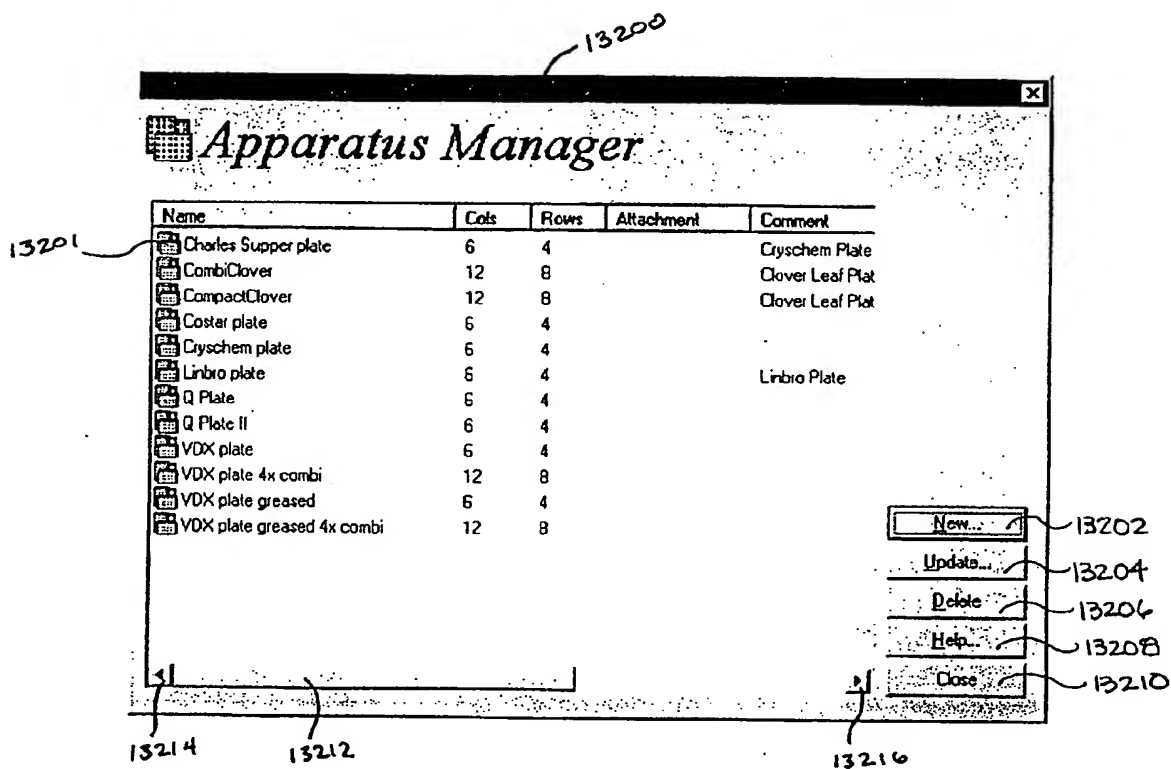 13200
Apparatus Manager
Name Cols Rows Attachment Comment
13201
Charles Supper plate 6 4 Cryschem Plate
CombiClover 12 8 Clover Leaf Plat
CompactClover 12 8 Clover Leaf Plat
Costar plate 6 4
Cryschem plate 6 4
Linbro plate 6 4 Linbro Plate
Q Plate 6 4
Q Plate II 6 4
VDX plate 6 4
VDX plate 4x combi 12 8
VDX plate greased 6 4
VDX plate greased 4x combi 12 8
New... 13202
Update... 13204
Delete 13206
Help... 13208
Close 13210
13214 13212 13216